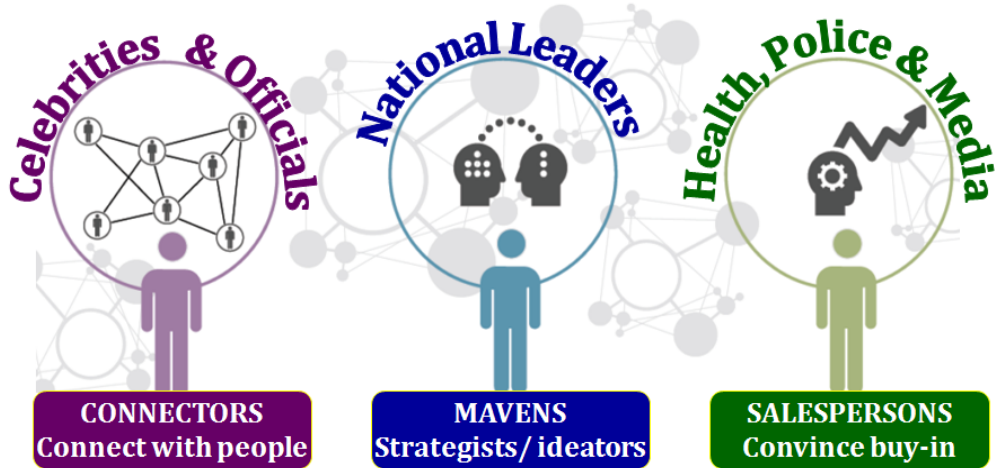 Celebrities & Officials
National Leaders
Health, Police & Media
CONNECTORS
Connect with people
MAVENS
Strategists/ ideators
SALESPERSONS
Convince buy-in